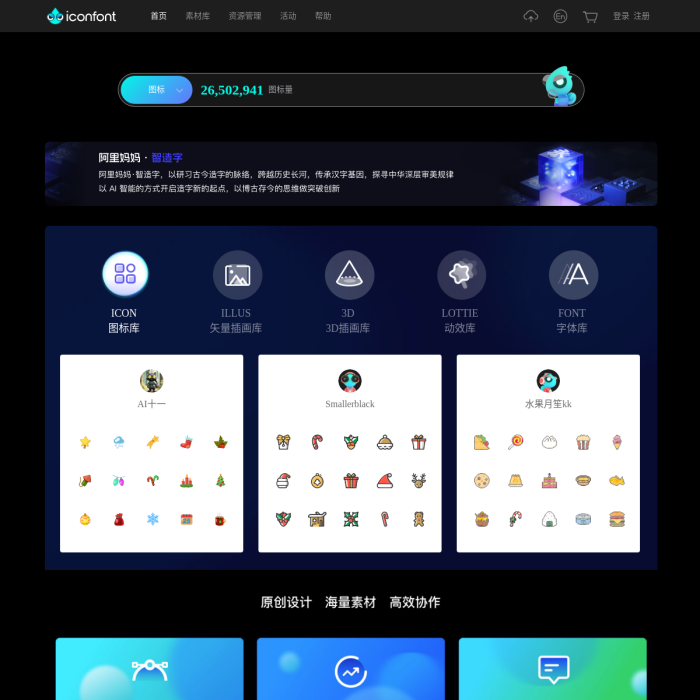 iconfont 首页 素材库 资源管理 活动 帮助 En 登录 注册
图标 26,502,941 图标量
阿里妈妈 · 智造字
阿里妈妈·智造字，以研习古今造字的脉络，跨越历史长河，传承汉字基因，探寻中华深层审美规律
以 AI 智能的方式开启造字新的起点，以博古存今的思维做突破创新
ICON ILLUS 3D LOTTIE FONT
图标库 矢量插画库 3D插画库 动效库 字体库
AI十一 Smallerblack 水果月笙kk
原创设计 海量素材 高效协作